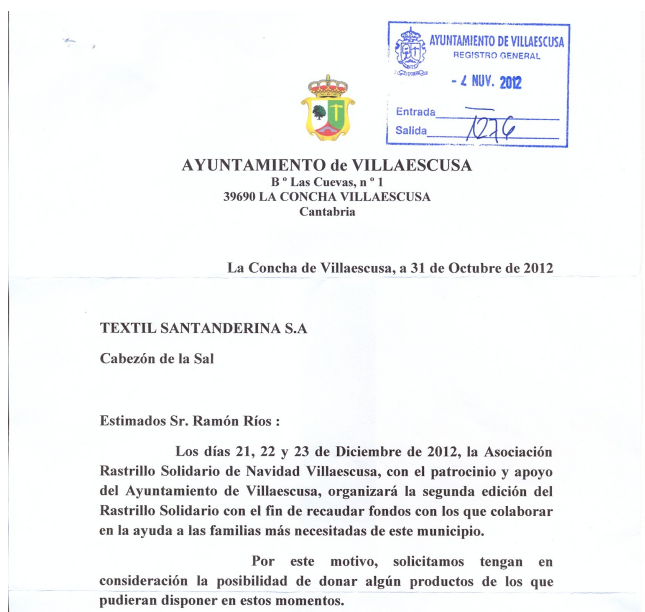 AYUNTAMIENTO DE VILLAESCUSA
REGISTRO GENERAL
NUV. 2012
Entrada
Salida 1276
AYUNTAMIENTO de VILLAESCUSA
B º Las Cuevas, n º 1
39690 LA CONCHA VILLAESCUSA
Cantabria
La Concha de Villaescusa, a 31 de Octubre de 2012
TEXTIL SANTANDERINA S.A
Cabezón de la Sal
Estimados Sr. Ramón Ríos :
Los días 21, 22 y 23 de Diciembre de 2012, la Asociación
Rastrillo Solidario de Navidad Villaescusa, con el patrocinio y apoyo
del Ayuntamiento de Villaescusa, organizará la segunda edición del
Rastrillo Solidario con el fin de recaudar fondos con los que colaborar
en la ayuda a las familias más necesitadas de este municipio.
Por este motivo, solicitamos tengan en
consideración la posibilidad de donar algún productos de los que
pudieran disponer en estos momentos.